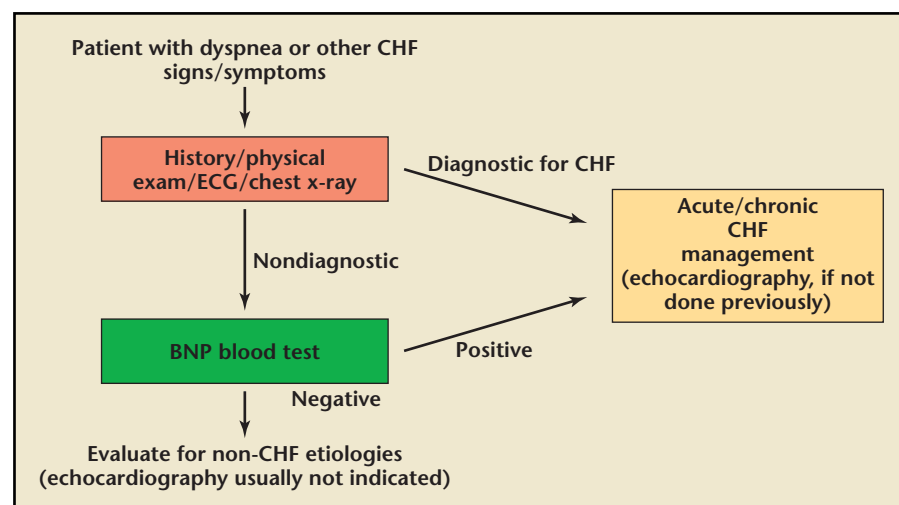 Patient with dyspnea or other CHF
signs/symptoms
History/physical
exam/ECG/chest x-ray
Diagnostic for CHF
Acute/chronic
CHF
management
(echocardiography, if not
done previously)
Nondiagnostic
BNP blood test
Positive
Negative
Evaluate for non-CHF etiologies
(echocardiography usually not indicated)